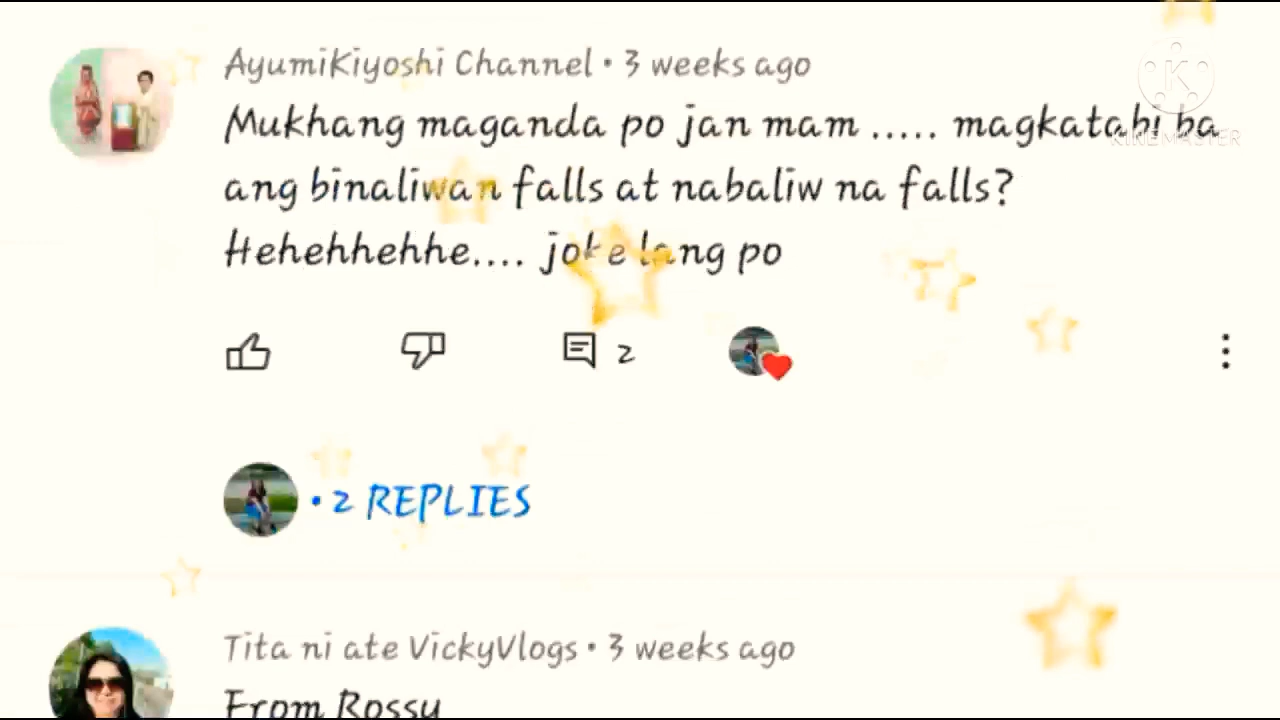 AyumiKiyoshi Channel • 3 weeks ago
Mukhang maganda po jan mam ..... magkatabi ba
ang binaliwan falls at nabaliw na falls?
Hehehhehhe.... joke lang po
2
• 2 REPLIES
Tita ni ate VickyVlogs • 3 weeks ago
From Rossy
K
KINEMASTER